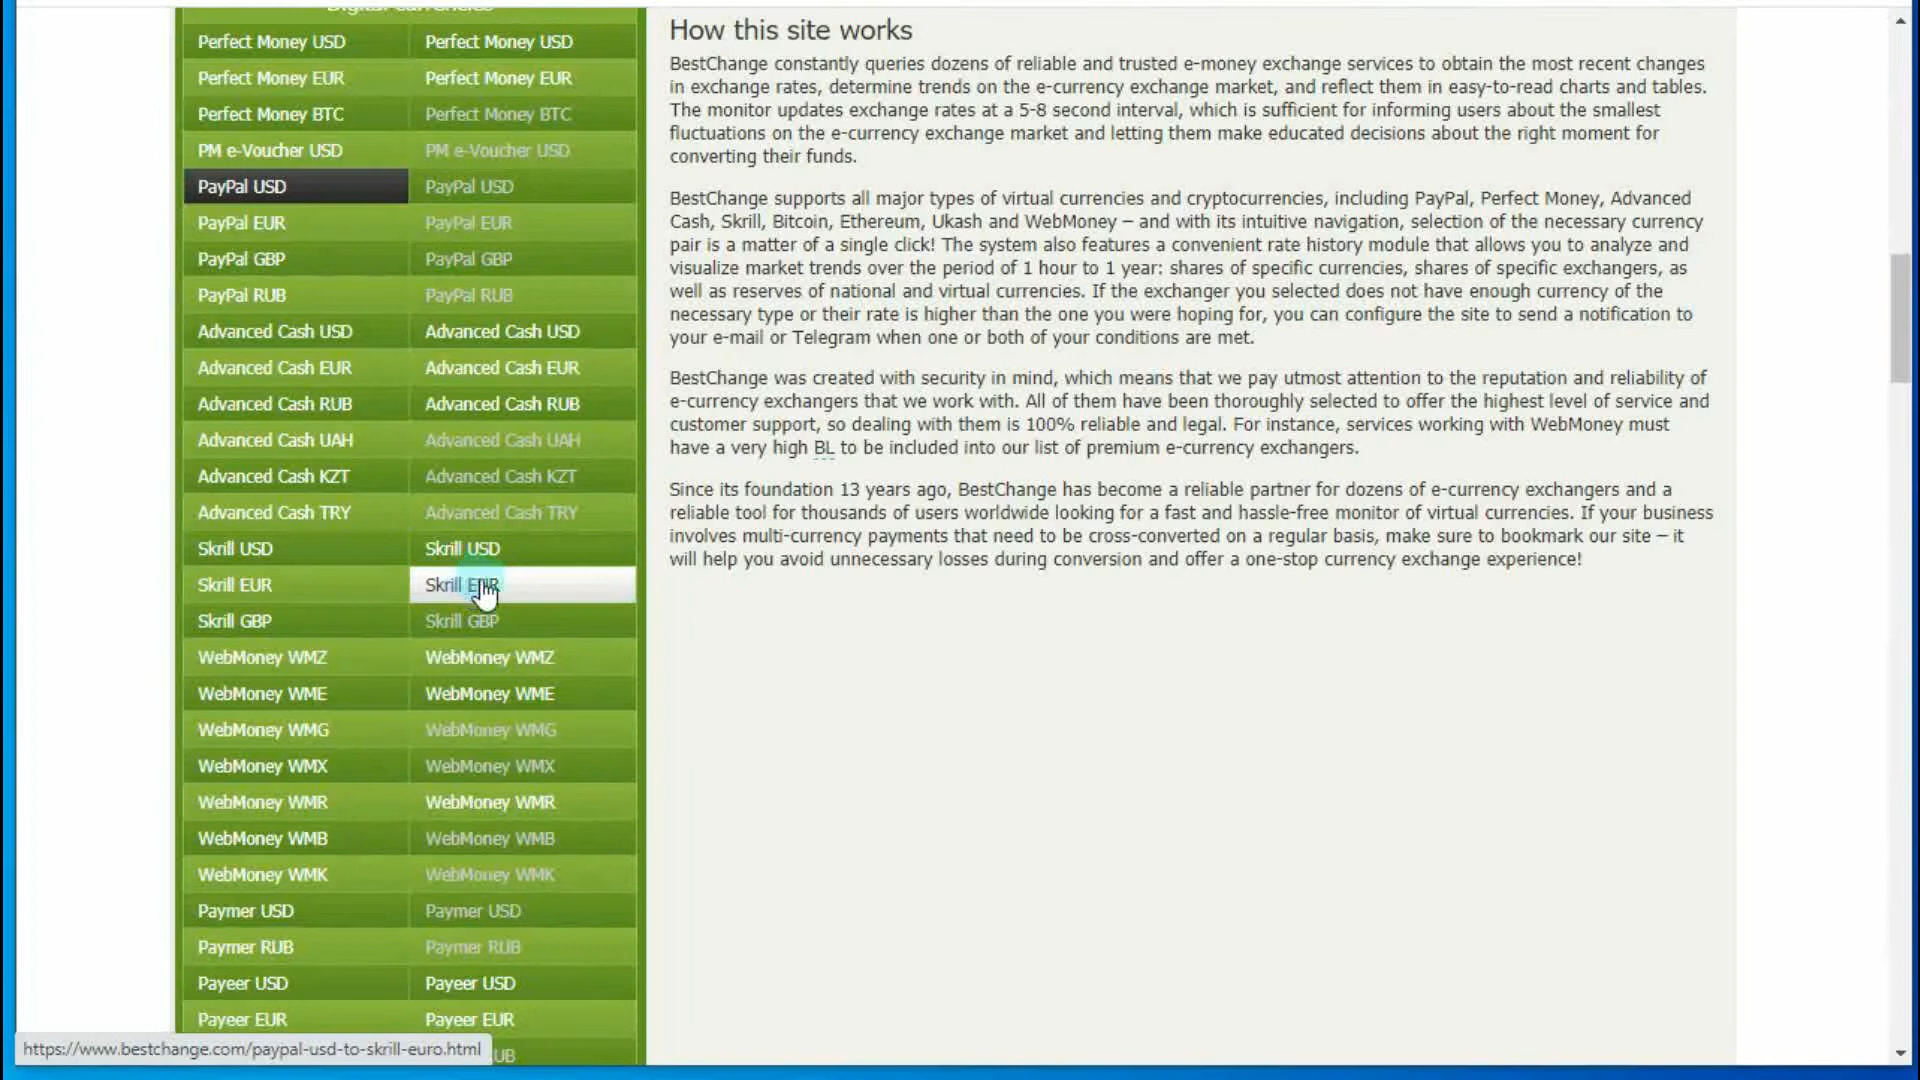 Digital Currencies
Perfect Money USD Perfect Money USD
Perfect Money EUR Perfect Money EUR
Perfect Money BTC Perfect Money BTC
PM e-Voucher USD PM e-Voucher USD
PayPal USD PayPal USD
PayPal EUR PayPal EUR
PayPal GBP PayPal GBP
PayPal RUB PayPal RUB
Advanced Cash USD Advanced Cash USD
Advanced Cash EUR Advanced Cash EUR
Advanced Cash RUB Advanced Cash RUB
Advanced Cash UAH Advanced Cash UAH
Advanced Cash KZT Advanced Cash KZT
Advanced Cash TRY Advanced Cash TRY
Skrill USD Skrill USD
Skrill EUR Skrill EUR
Skrill GBP Skrill GBP
WebMoney WMZ WebMoney WMZ
WebMoney WME WebMoney WME
WebMoney WMG WebMoney WMG
WebMoney WMX WebMoney WMX
WebMoney WMR WebMoney WMR
WebMoney WMB WebMoney WMB
WebMoney WMK WebMoney WMK
Paymer USD Paymer USD
Paymer RUB Paymer RUB
Payeer USD Payeer USD
Payeer EUR Payeer EUR
UB
How this site works
BestChange constantly queries dozens of reliable and trusted e-money exchange services to obtain the most recent changes
in exchange rates, determine trends on the e-currency exchange market, and reflect them in easy-to-read charts and tables.
The monitor updates exchange rates at a 5-8 second interval, which is sufficient for informing users about the smallest
fluctuations on the e-currency exchange market and letting them make educated decisions about the right moment for
converting their funds.
BestChange supports all major types of virtual currencies and cryptocurrencies, including PayPal, Perfect Money, Advanced
Cash, Skrill, Bitcoin, Ethereum, Ukash and WebMoney – and with its intuitive navigation, selection of the necessary currency
pair is a matter of a single click! The system also features a convenient rate history module that allows you to analyze and
visualize market trends over the period of 1 hour to 1 year: shares of specific currencies, shares of specific exchangers, as
well as reserves of national and virtual currencies. If the exchanger you selected does not have enough currency of the
necessary type or their rate is higher than the one you were hoping for, you can configure the site to send a notification to
your e-mail or Telegram when one or both of your conditions are met.
BestChange was created with security in mind, which means that we pay utmost attention to the reputation and reliability of
e-currency exchangers that we work with. All of them have been thoroughly selected to offer the highest level of service and
customer support, so dealing with them is 100% reliable and legal. For instance, services working with WebMoney must
have a very high BL to be included into our list of premium e-currency exchangers.
Since its foundation 13 years ago, BestChange has become a reliable partner for dozens of e-currency exchangers and a
reliable tool for thousands of users worldwide looking for a fast and hassle-free monitor of virtual currencies. If your business
involves multi-currency payments that need to be cross-converted on a regular basis, make sure to bookmark our site – it
will help you avoid unnecessary losses during conversion and offer a one-stop currency exchange experience!
https://www.bestchange.com/paypal-usd-to-skrill-euro.html